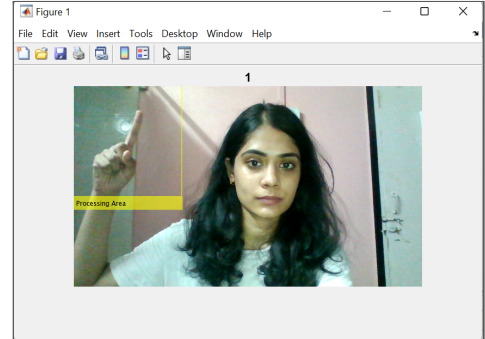 Figure 1
File Edit View Insert Tools Desktop Window Help
1
Processing Area